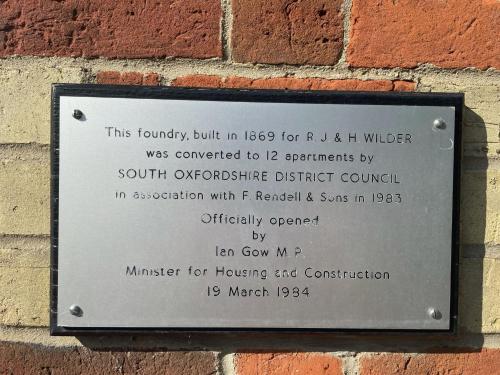 This foundry, built in 1869 for R. J. & H. WILDER
was converted to 12 apartments by
SOUTH OXFORDSHIRE DISTRICT COUNCIL
in association with F. Rendell & Sons in 1983
Officially opened
by
Ian Gow M.P.
Minister for Housing and Construction
19 March 1984